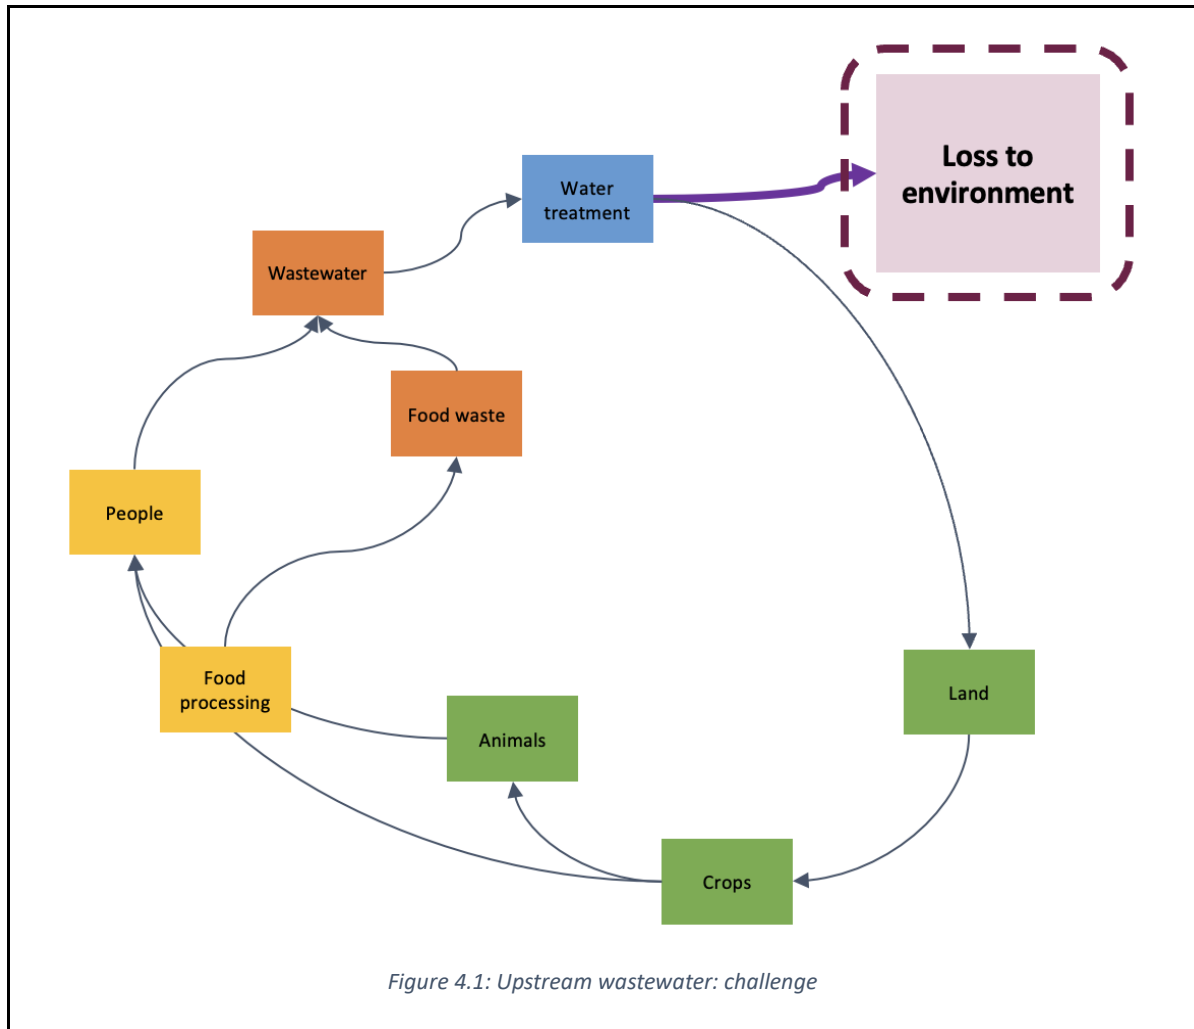 Loss to
environment
Water
treatment
Wastewater
Food waste
People
Food
processing
Animals
Land
Crops
Figure 4.1: Upstream wastewater: challenge